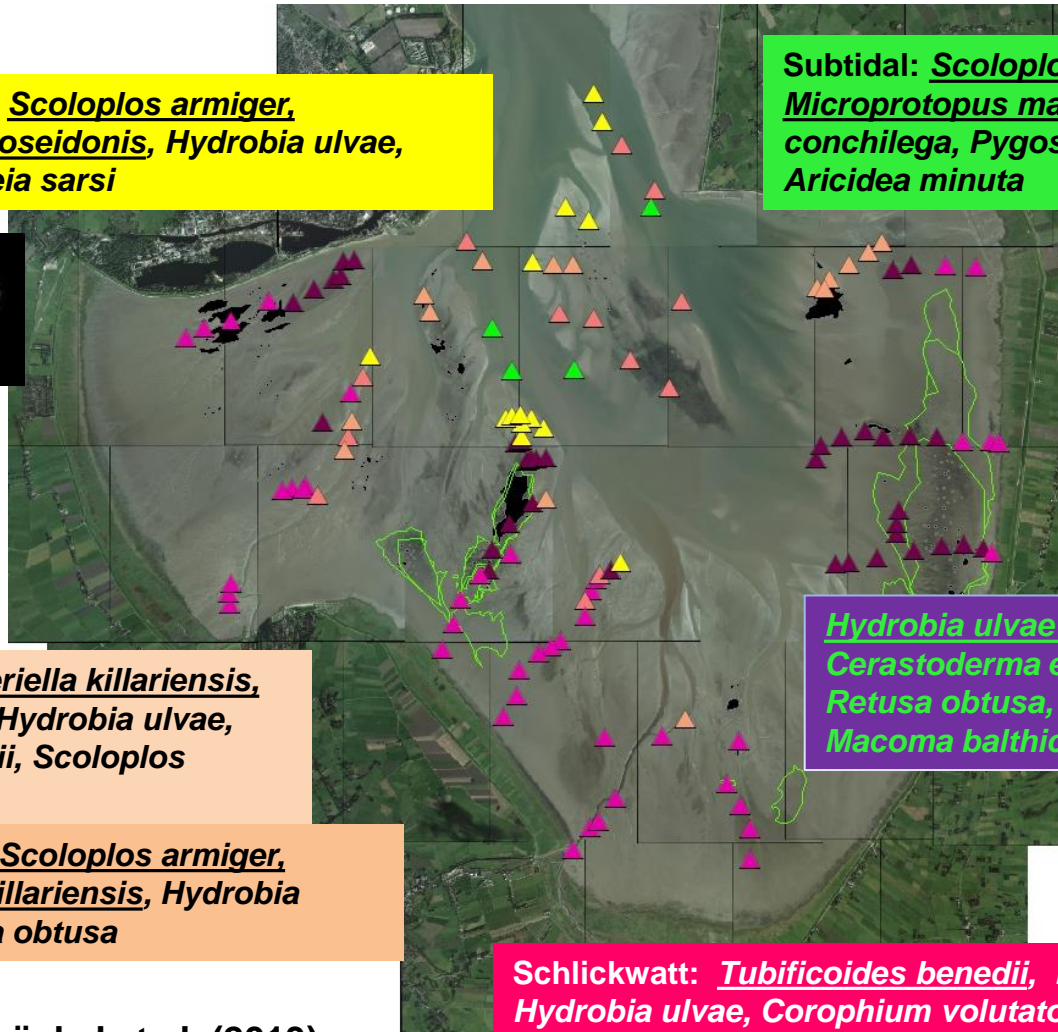 Scoloplos armiger,
oseidonis, Hydrobia ulvae,
eia sarsi
Subtidal: Scoloplo
Microprotopus ma
conchilega, Pygos
Aricidea minuta
eriella killariensis,
Hydrobia ulvae,
ii, Scoloplos
Scoloplos armiger,
illariensis, Hydrobia
a obtusa
Hydrobia ulvae
Cerastoderma e
Retusa obtusa,
Macoma balthic
Schlickwatt: Tubificoides benedii,
Hydrobia ulvae, Corophium volutato